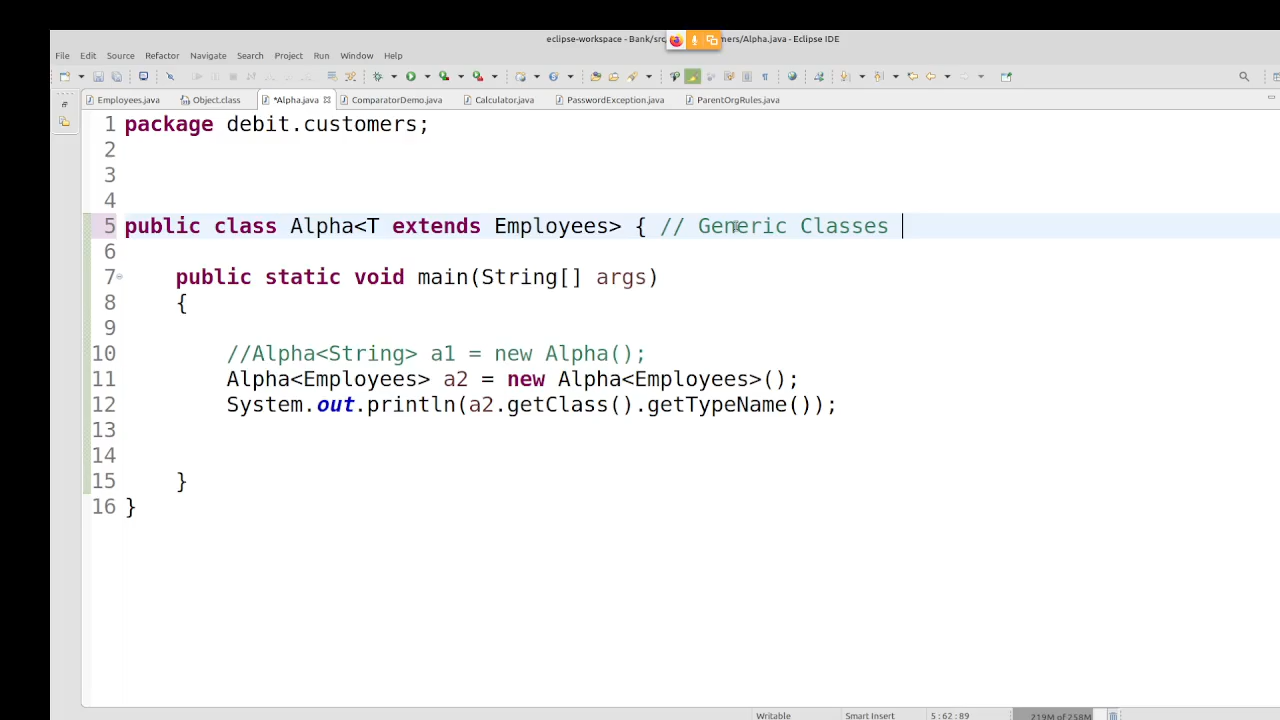 eclipse-workspace - Bank/src mers/Alpha.java - Eclipse IDE
File Edit Source Refactor Navigate Search Project Run Window Help
Employees.java Object.class *Alpha.java ComparatorDemo.java Calculator.java PasswordException.java ParentOrgRules.java
1 package debit.customers;
2
3
4
5 public class Alpha<T extends Employees> { // Generic Classes
6
7 public static void main(String[] args)
8 {
9
10 //Alpha<String> a1 = new Alpha();
11 Alpha<Employees> a2 = new Alpha<Employees>();
12 System.out.println(a2.getClass().getTypeName());
13
14
15 }
16 }
Writable Smart Insert 5 : 62 : 89 219M of 258M